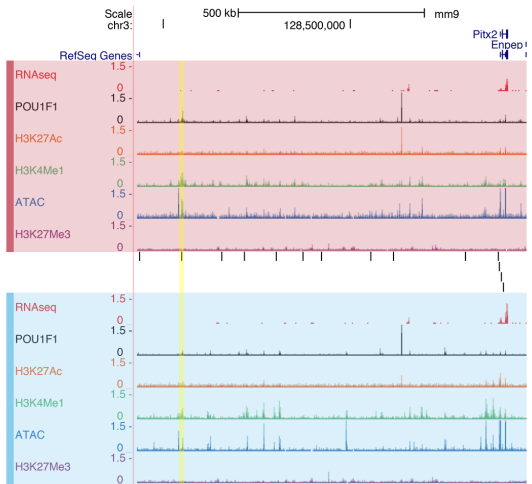 Scale 500 kb mm9
chr3: 128,500,000
Pitx2
Enpep
RefSeq Genes
1.5 -
RNAseq
0
1.5 -
POU1F1
0
1.5
H3K27Ac
0
1.5
H3K4Me1
0
1.5
ATAC
0
H3K27Me3 1.5 -
0
1.5 -
RNAseq
0
1.5 -
POU1F1
0
1.5
H3K27Ac
0
1.5
H3K4Me1
0
1.5
ATAC
0
1.5 -
H3K27Me3
0